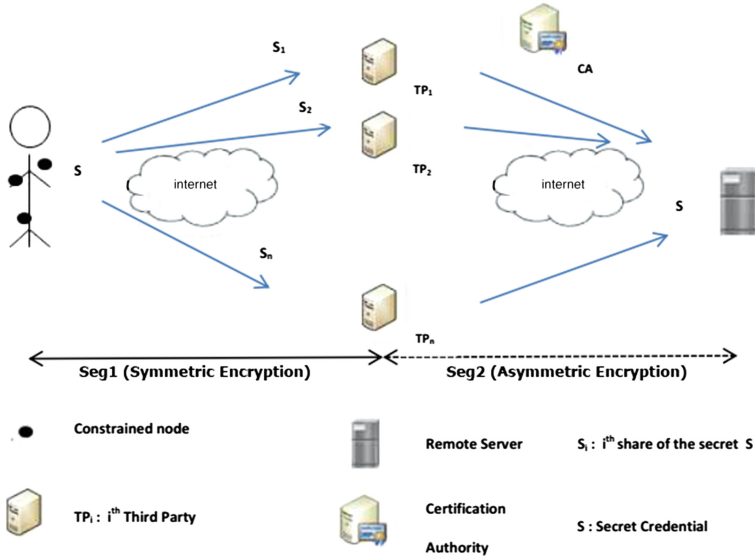 S₁
CA
TP₁
S₂
S
internet
TP₂
internet
S
Sₙ
TPₙ
Seg1 (Symmetric Encryption)
Seg2 (Asymmetric Encryption)
Constrained node
Remote Server
Sᵢ : iᵗʰ share of the secret S
TPᵢ : iᵗʰ Third Party
Certification
Authority
S : Secret Credential